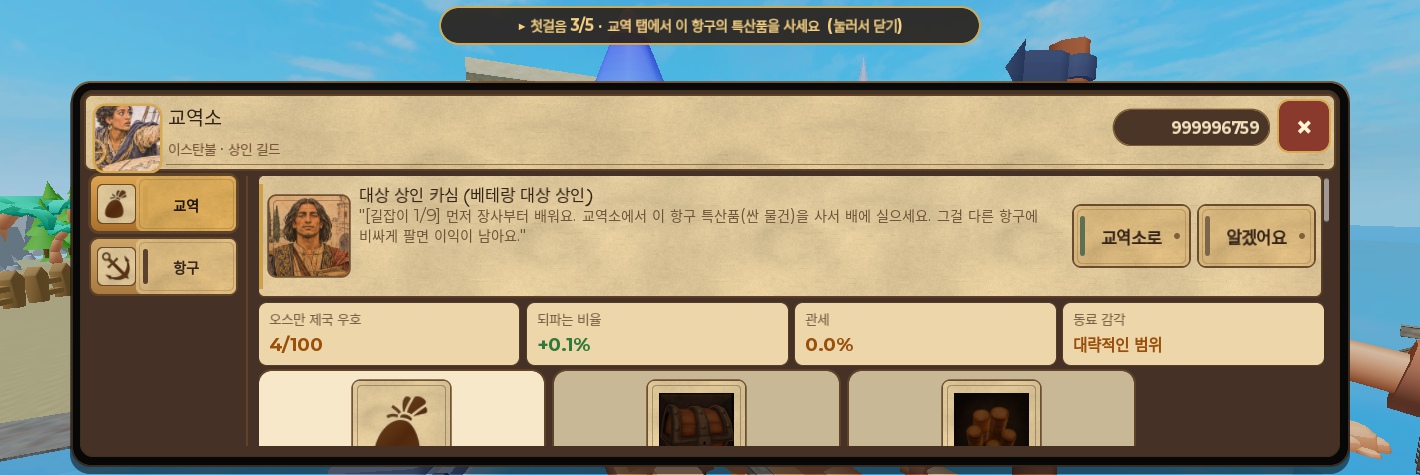 ▸ 첫걸음 3/5 · 교역 탭에서 이 항구의 특산품을 사세요 (눌러서 닫기)
교역소
이스탄불 · 상인 길드
999996759
×
교역
항구
대상 상인 카심 (베테랑 대상 상인)
"[길잡이 1/9] 먼저 장사부터 배워요. 교역소에서 이 항구 특산품(싼 물건)을 사서 배에 실으세요. 그걸 다른 항구에
비싸게 팔면 이익이 남아요."
교역소로
알겠어요
오스만 제국 우호
4/100
되파는 비율
+0.1%
관세
0.0%
동료 감각
대략적인 범위